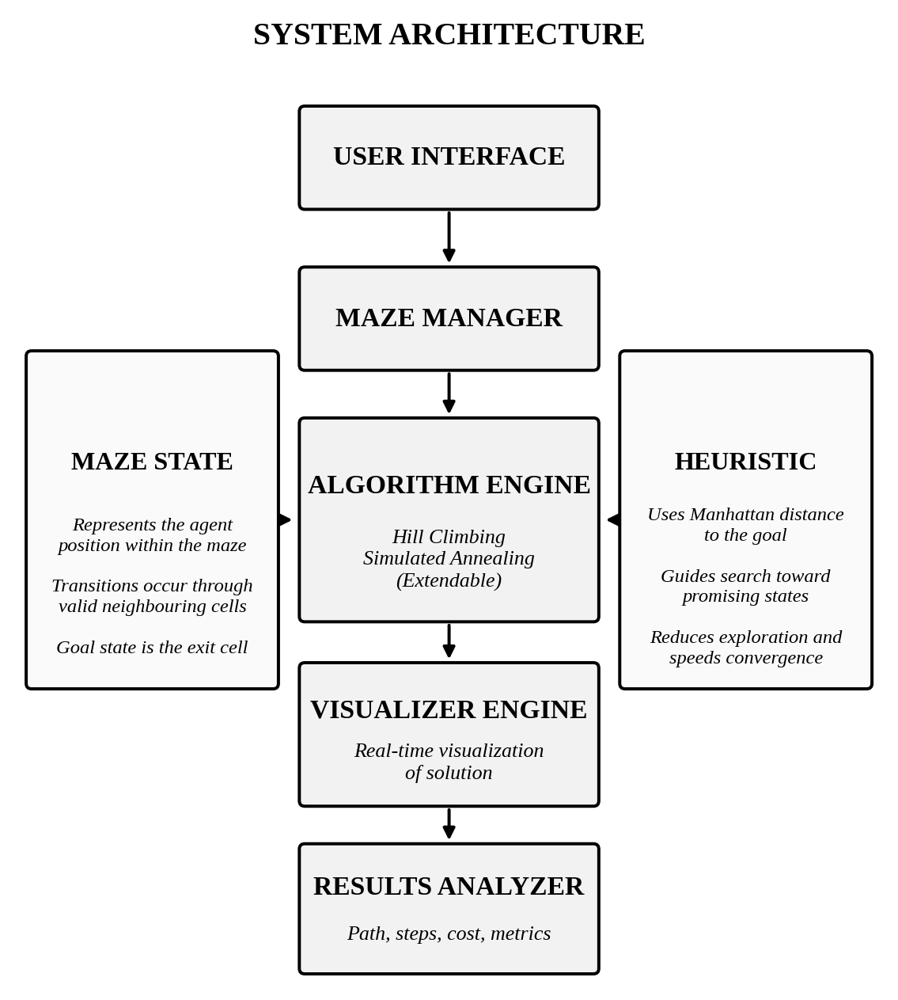 SYSTEM ARCHITECTURE
USER INTERFACE
MAZE MANAGER
MAZE STATE
Represents the agent
position within the maze
Transitions occur through
valid neighbouring cells
Goal state is the exit cell
ALGORITHM ENGINE
Hill Climbing
Simulated Annealing
(Extendable)
HEURISTIC
Uses Manhattan distance
to the goal
Guides search toward
promising states
Reduces exploration and
speeds convergence
VISUALIZER ENGINE
Real-time visualization
of solution
RESULTS ANALYZER
Path, steps, cost, metrics